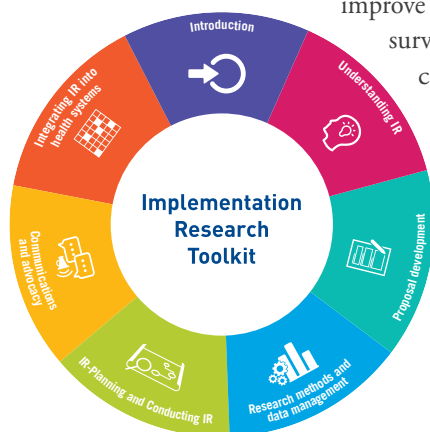 improve
surv
c
Introduction
Understanding IR
Proposal development
Research methods and
data management
IR-Planning and Conducting IR
Communications
and advocacy
Integrating IR into
health systems
Implementation
Research
Toolkit